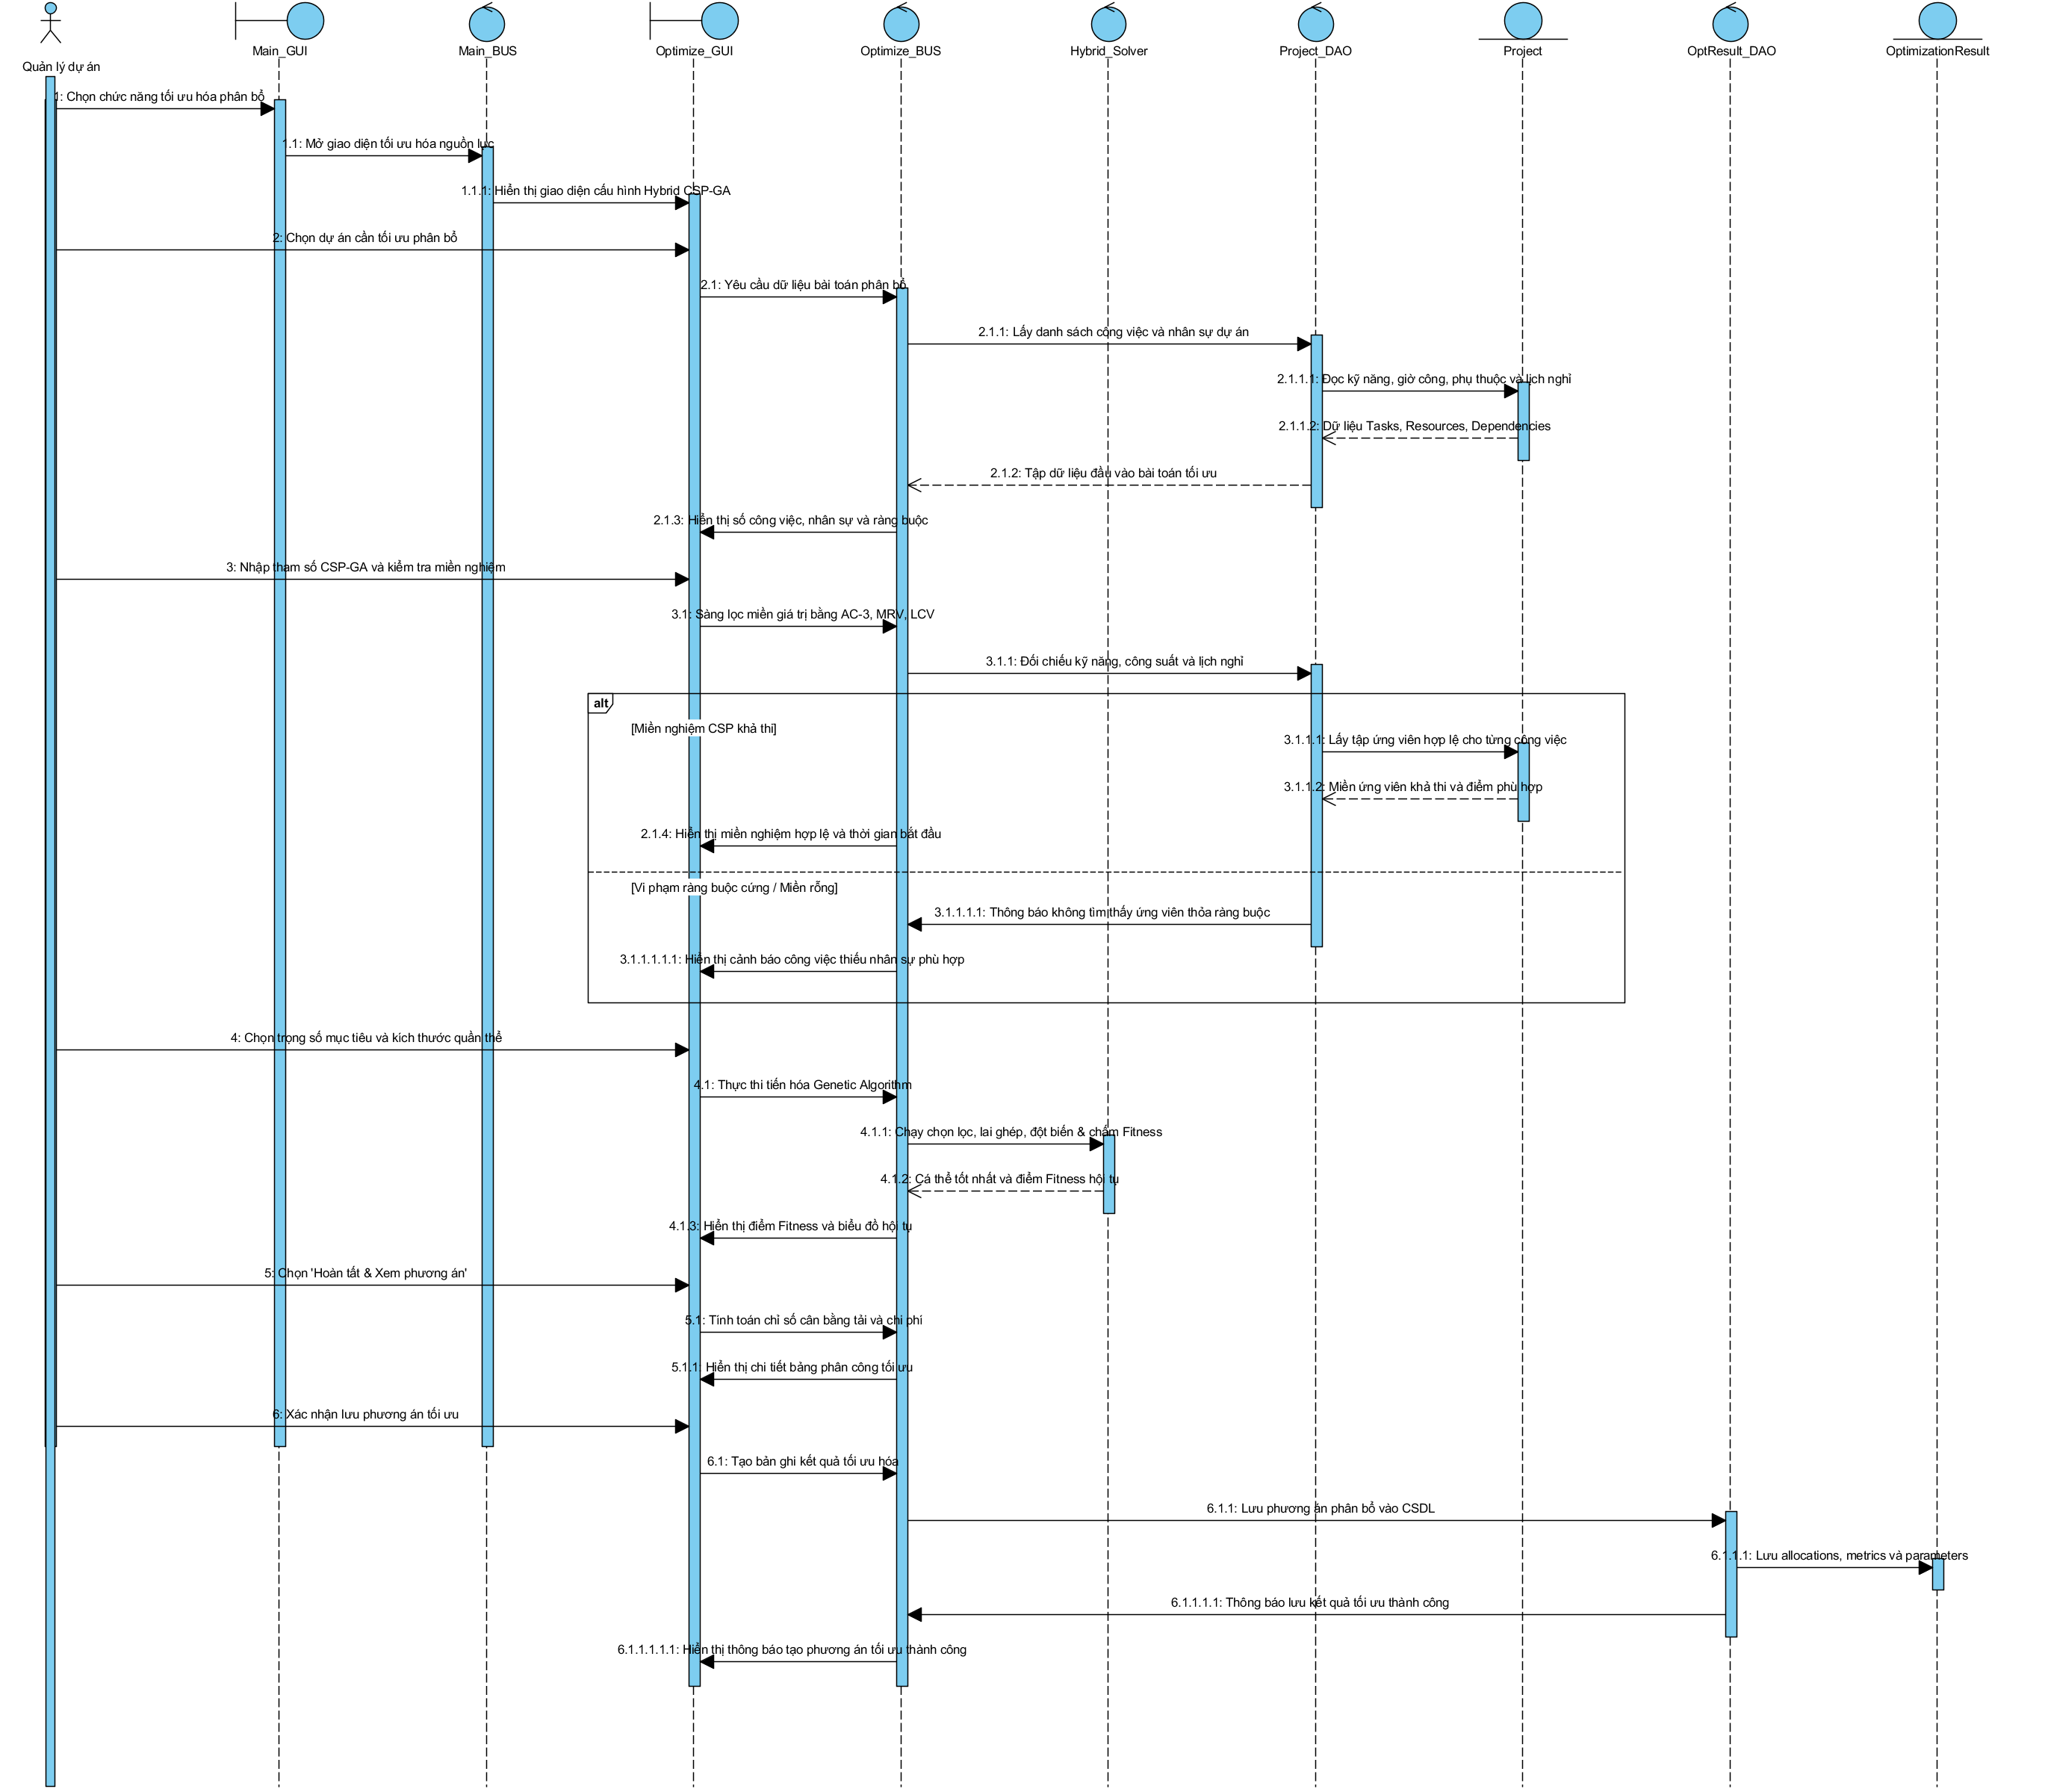 Main_GUI
Main_BUS
Optimize_GUI
Optimize_BUS
Hybrid_Solver
Project_DAO
Project
OptResult_DAO
OptimizationResult
Quản lý dự án
1: Chọn chức năng tối ưu hóa phân bổ
1.1: Mở giao diện tối ưu hóa nguồn lực
1.1.1: Hiển thị giao diện cấu hình Hybrid CSP-GA
2: Chọn dự án cần tối ưu phân bổ
2.1: Yêu cầu dữ liệu bài toán phân bổ
2.1.1: Lấy danh sách công việc và nhân sự dự án
2.1.1.1: Đọc kỹ năng, giờ công, phụ thuộc và lịch nghỉ
2.1.1.2: Dữ liệu Tasks, Resources, Dependencies
2.1.2: Tập dữ liệu đầu vào bài toán tối ưu
2.1.3: Hiển thị số công việc, nhân sự và ràng buộc
3: Nhập tham số CSP-GA và kiểm tra miền nghiệm
3.1: Sàng lọc miền giá trị bằng AC-3, MRV, LCV
3.1.1: Đối chiếu kỹ năng, công suất và lịch nghỉ
alt
[Miền nghiệm CSP khả thi]
3.1.1.1: Lấy tập ứng viên hợp lệ cho từng công việc
3.1.1.2: Miền ứng viên khả thi và điểm phù hợp
2.1.4: Hiển thị miền nghiệm hợp lệ và thời gian bắt đầu
[Vi phạm ràng buộc cứng / Miền rỗng]
3.1.1.1.1: Thông báo không tìm thấy ứng viên thỏa ràng buộc
3.1.1.1.1.1: Hiển thị cảnh báo công việc thiếu nhân sự phù hợp
4: Chọn trọng số mục tiêu và kích thước quần thể
4.1: Thực thi tiến hóa Genetic Algorithm
4.1.1: Chạy chọn lọc, lai ghép, đột biến & chấm Fitness
4.1.2: Cá thể tốt nhất và điểm Fitness hội tụ
4.1.3: Hiển thị điểm Fitness và biểu đồ hội tụ
5: Chọn 'Hoàn tất & Xem phương án'
5.1: Tính toán chỉ số cân bằng tải và chi phí
5.1.1: Hiển thị chi tiết bảng phân công tối ưu
6: Xác nhận lưu phương án tối ưu
6.1: Tạo bản ghi kết quả tối ưu hóa
6.1.1: Lưu phương án phân bổ vào CSDL
6.1.1.1: Lưu allocations, metrics và parameters
6.1.1.1.1: Thông báo lưu kết quả tối ưu thành công
6.1.1.1.1.1: Hiển thị thông báo tạo phương án tối ưu thành công